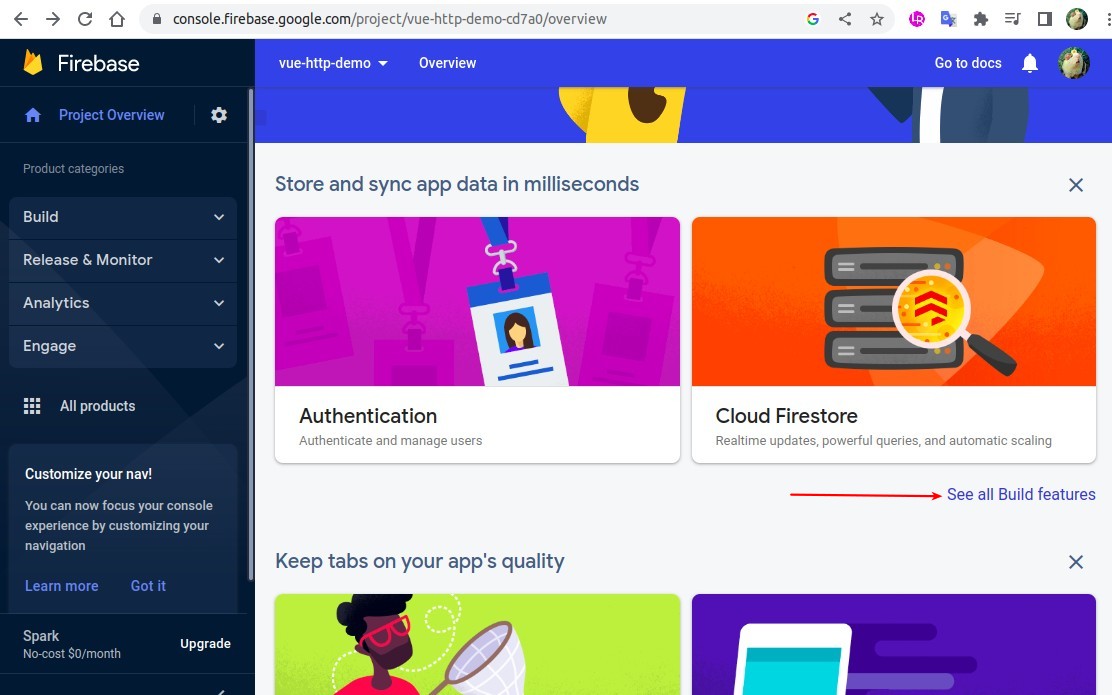 console.firebase.google.com/project/vue-http-demo-cd7a0/overview
Firebase
vue-http-demo
Overview
Go to docs
Project Overview
Product categories
Build
Release & Monitor
Analytics
Engage
All products
Customize your nav!
You can now focus your console
experience by customizing your
navigation
Learn more
Got it
Spark
No-cost $0/month
Upgrade
Store and sync app data in milliseconds
Authentication
Authenticate and manage users
Cloud Firestore
Realtime updates, powerful queries, and automatic scaling
See all Build features
Keep tabs on your app's quality